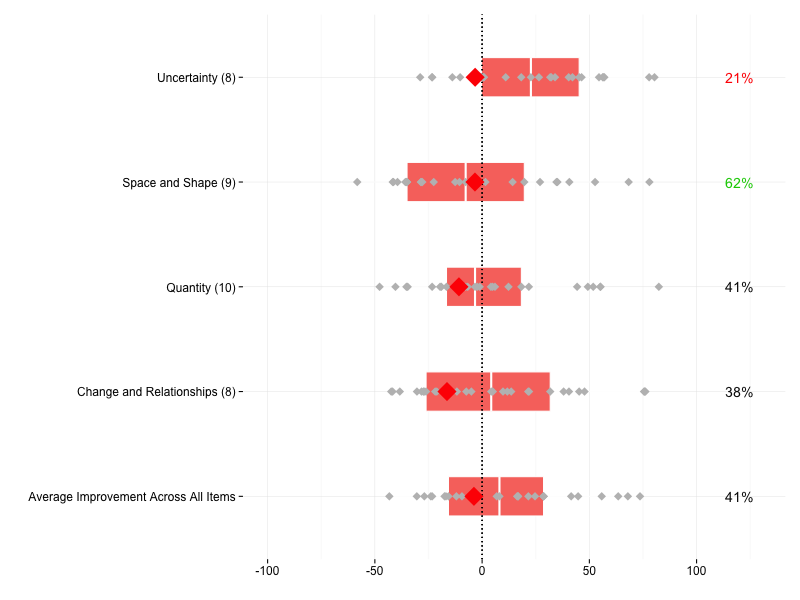 Uncertainty (8) 21%
Space and Shape (9) 62%
Quantity (10) 41%
Change and Relationships (8) 38%
Average Improvement Across All Items 41%
-100 -50 0 50 100